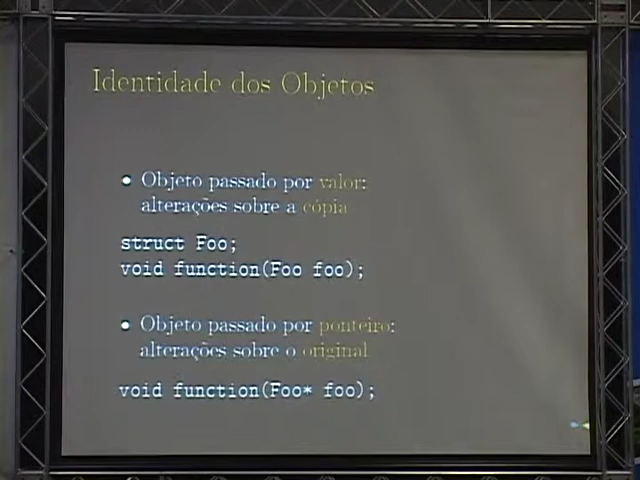 Identidade dos Objetos
• Objeto passado por valor:
alterações sobre a cópia
struct Foo;
void function(Foo foo);
• Objeto passado por ponteiro:
alterações sobre o original
void function(Foo* foo);